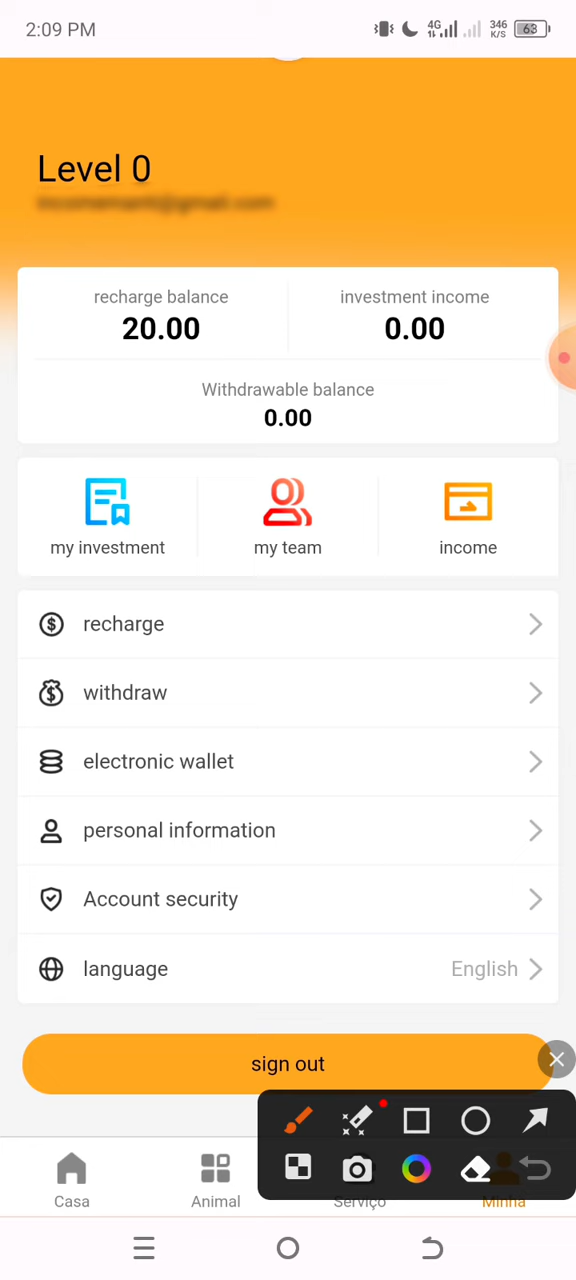 2:09 PM
4G
346
K/S
63
Level 0
recharge balance
20.00
investment income
0.00
Withdrawable balance
0.00
my investment
my team
income
recharge
withdraw
electronic wallet
personal information
Account security
language
English
sign out
Casa
Animal
Serviço
Minha